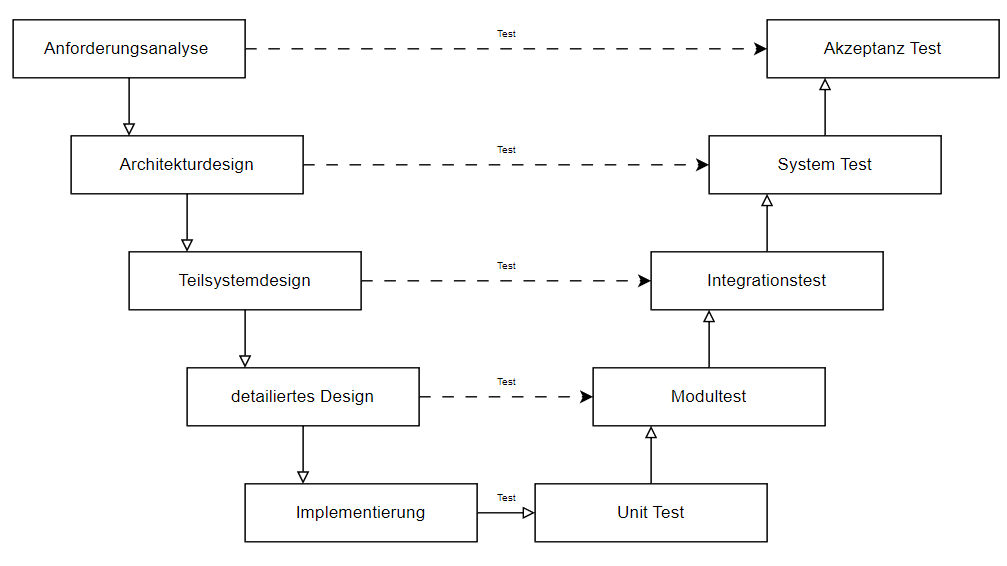 Anforderungsanalyse
Test
Akzeptanz Test
Architekturdesign
Test
System Test
Teilsystemdesign
Test
Integrationstest
detailiertes Design
Test
Modultest
Implementierung
Test
Unit Test